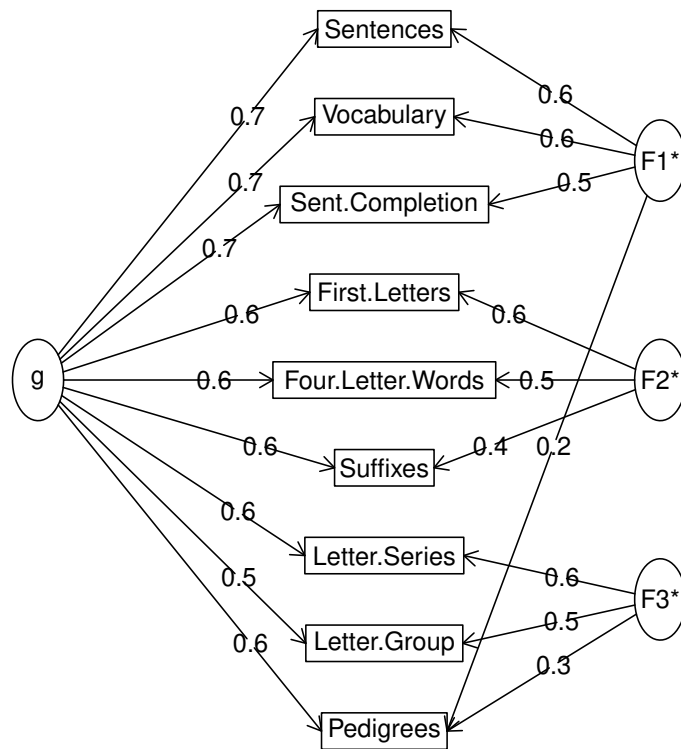 Sentences
0.6
0.7
Vocabulary
0.6
F1*
0.7
Sent.Completion
0.5
0.7
First.Letters
0.6
0.6
g
0.6
Four.Letter.Words
0.5
F2*
0.6
Suffixes
0.4
0.2
0.6
Letter.Series
0.6
F3*
0.5
Letter.Group
0.5
0.6
0.3
Pedigrees